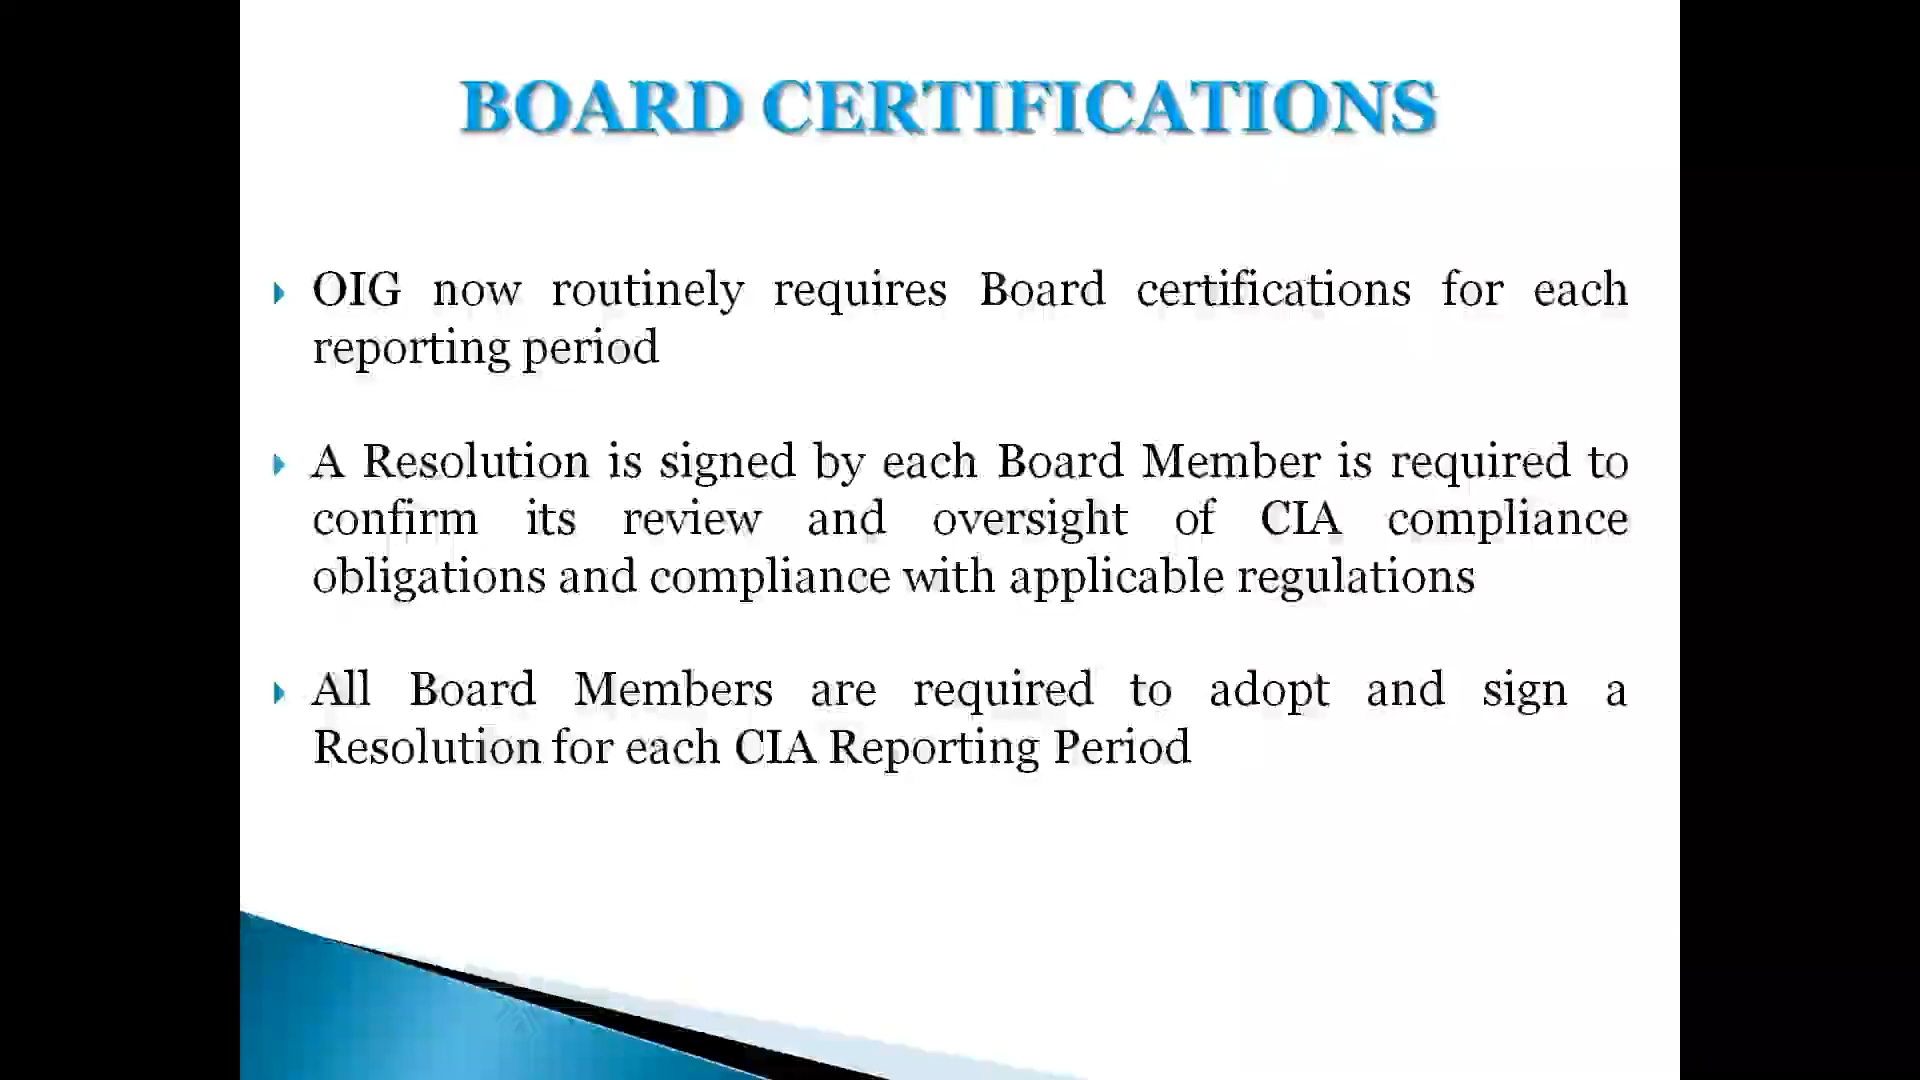 BOARD CERTIFICATIONS
OIG now routinely requires Board certifications for each
reporting period
A Resolution is signed by each Board Member is required to
confirm its review and oversight of CIA compliance
obligations and compliance with applicable regulations
All Board Members are required to adopt and sign a
Resolution for each CIA Reporting Period